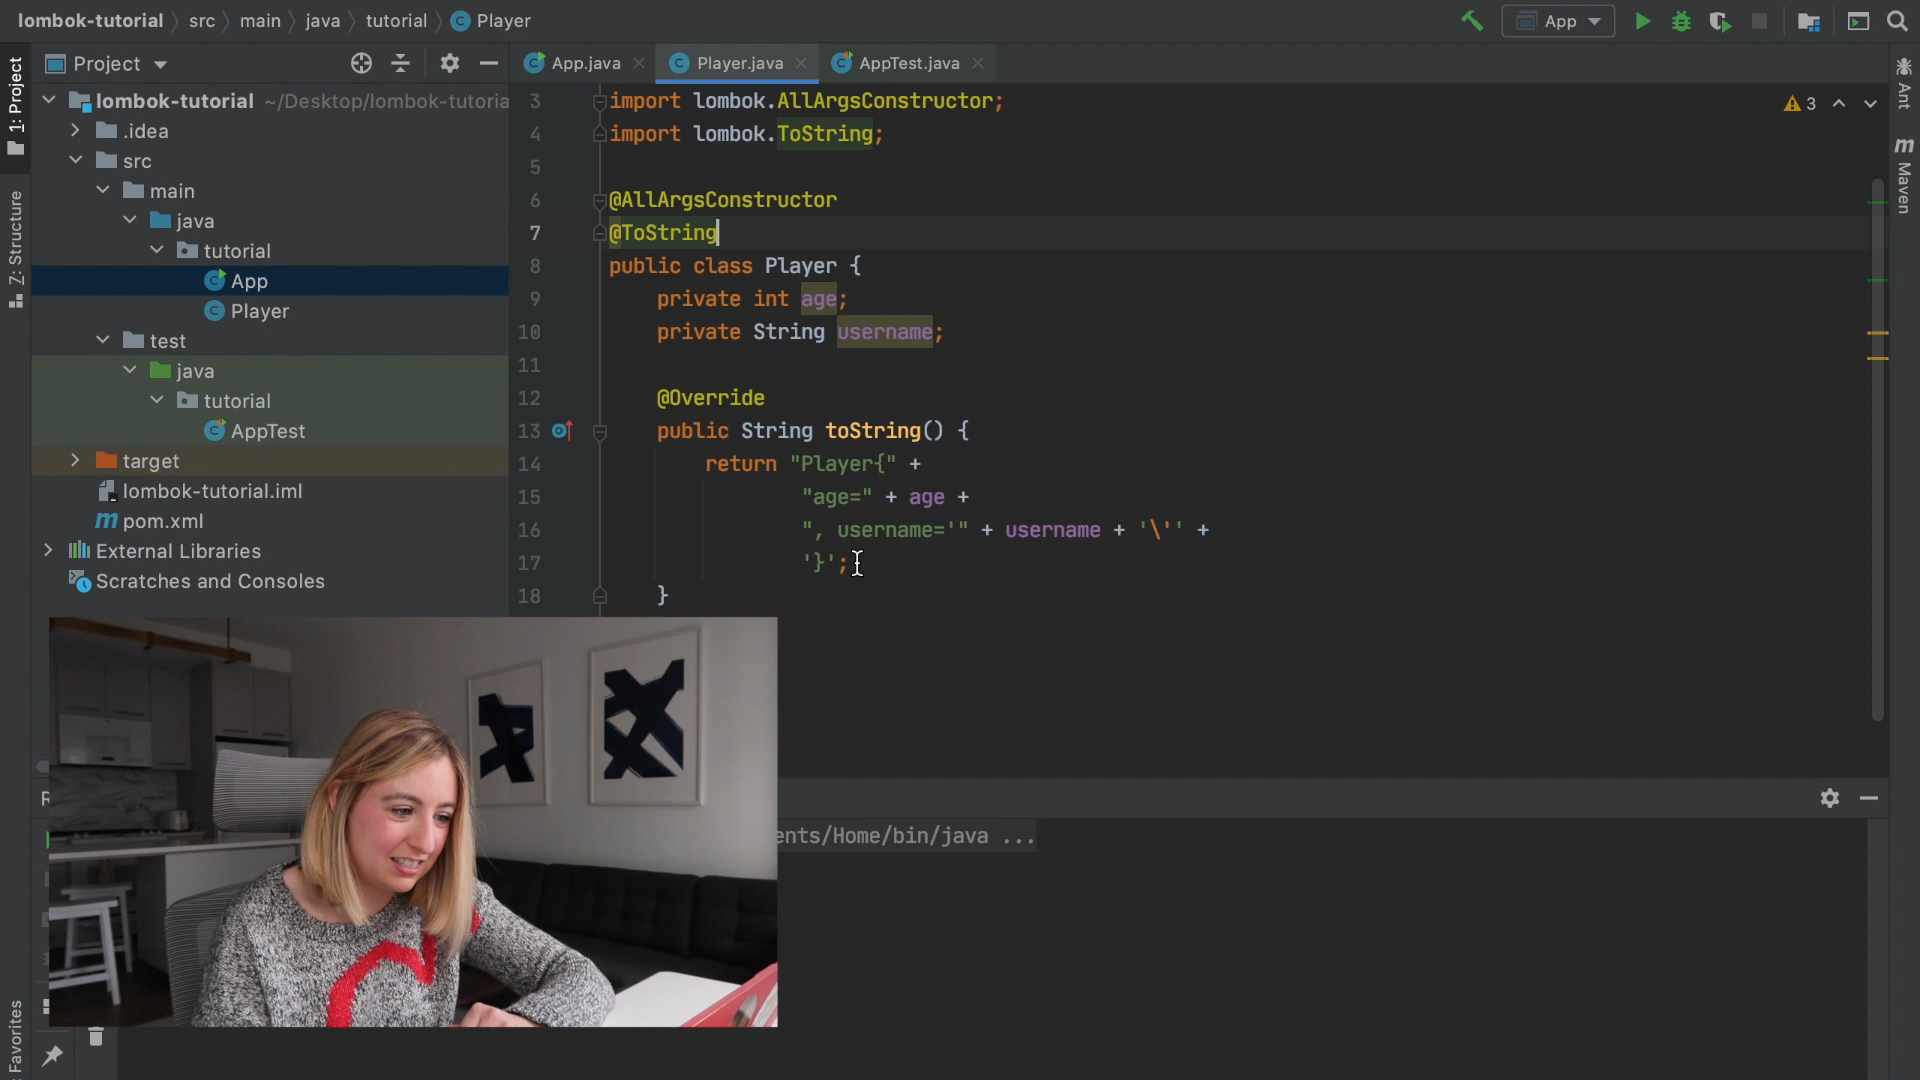 lombok-tutorial src main java tutorial Player
App
1: Project
Z: Structure
Favorites
Project
lombok-tutorial ~/Desktop/lombok-tutoria
.idea
src
main
java
tutorial
App
Player
test
java
tutorial
AppTest
target
lombok-tutorial.iml
pom.xml
External Libraries
Scratches and Consoles
App.java
Player.java
AppTest.java
3 import lombok.AllArgsConstructor;
4 import lombok.ToString;
5
6 @AllArgsConstructor
7 @ToString
8 public class Player {
9 private int age;
10 private String username;
11
12 @Override
13 public String toString() {
14 return "Player{" +
15 "age=" + age +
16 ", username='" + username + '\'' +
17 '}';
18 }
3
Ant
Maven
ents/Home/bin/java ...